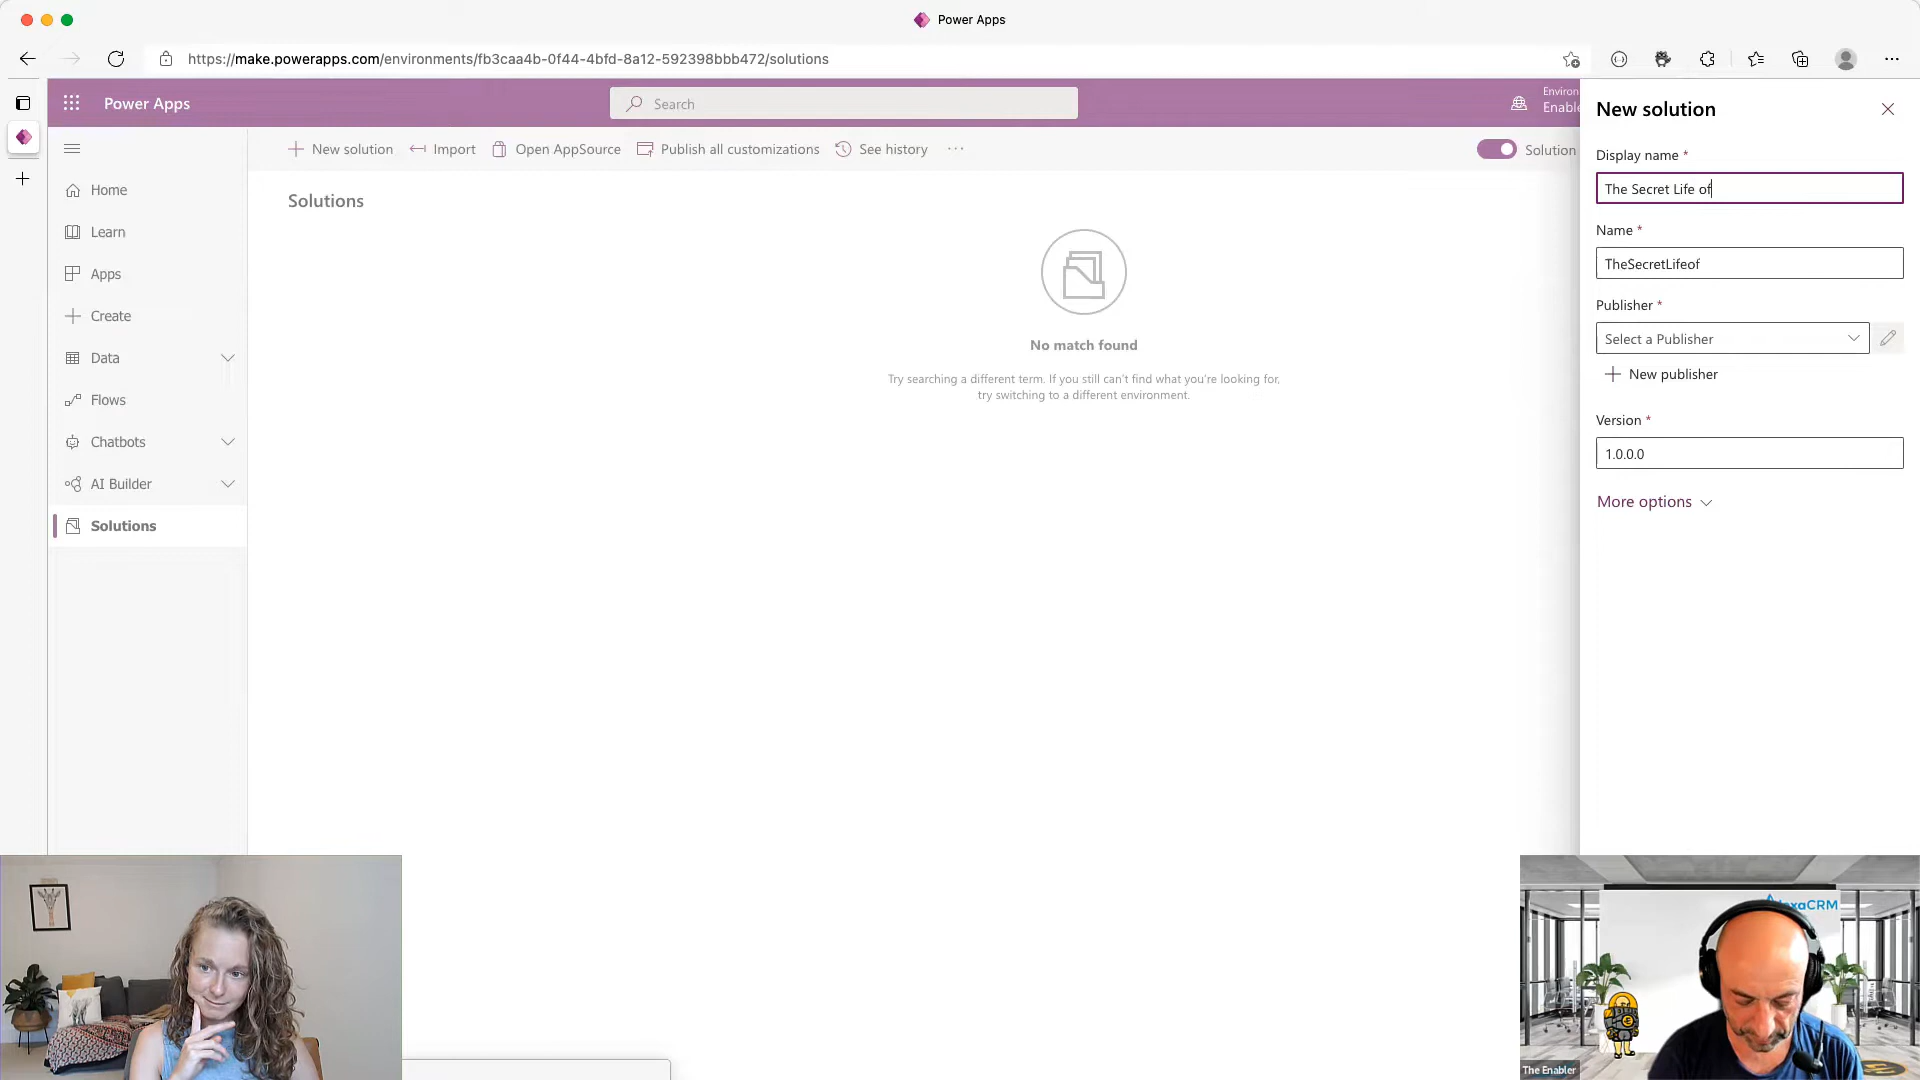 Power Apps
https://make.powerapps.com/environments/fb3caa4b-0f44-4bfd-8a12-592398bbb472/solutions
Power Apps
Search
Environ
Enable
New solution
Import
Open AppSource
Publish all customizations
See history
Solution
Home
Learn
Apps
Create
Data
Flows
Chatbots
AI Builder
Solutions
Solutions
No match found
Try searching a different term. If you still can't find what you're looking for,
try switching to a different environment.
New solution
Display name *
The Secret Life of
Name *
TheSecretLifeof
Publisher *
Select a Publisher
New publisher
Version *
1.0.0.0
More options
The Enabler